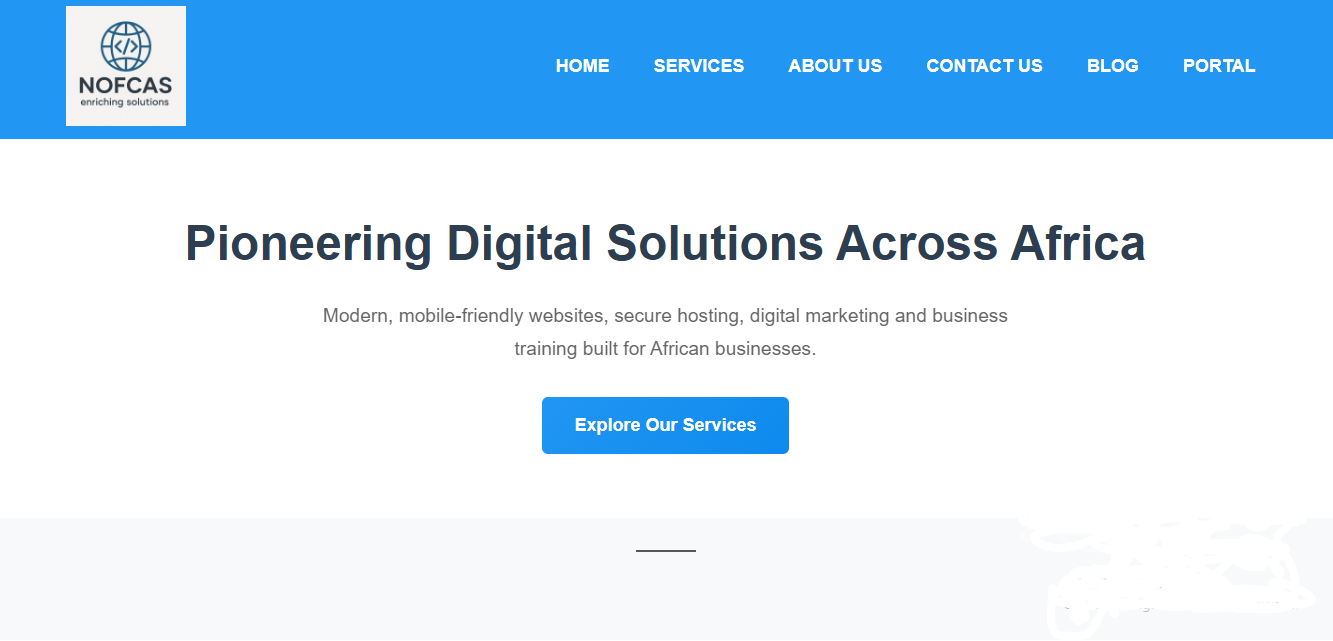 NOFCAS
enriching solutions
HOME SERVICES ABOUT US CONTACT US BLOG PORTAL
Pioneering Digital Solutions Across Africa
Modern, mobile-friendly websites, secure hosting, digital marketing and business
training built for African businesses.
Explore Our Services